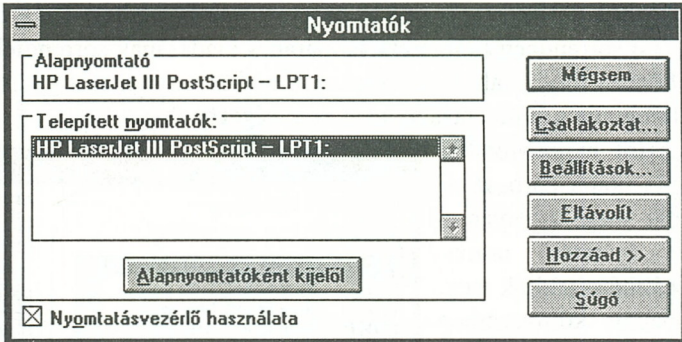 Nyomtatók
Alapnyomtató
HP LaserJet III PostScript – LPT1:
Telepített nyomtatók:
HP LaserJet III PostScript – LPT1:
Alapnyomtatóként kijelöl
Nyomtatásvezérlő használata
Mégsem
Csatlakoztat...
Beállítások...
Eltávolít
Hozzáad >>
Súgó